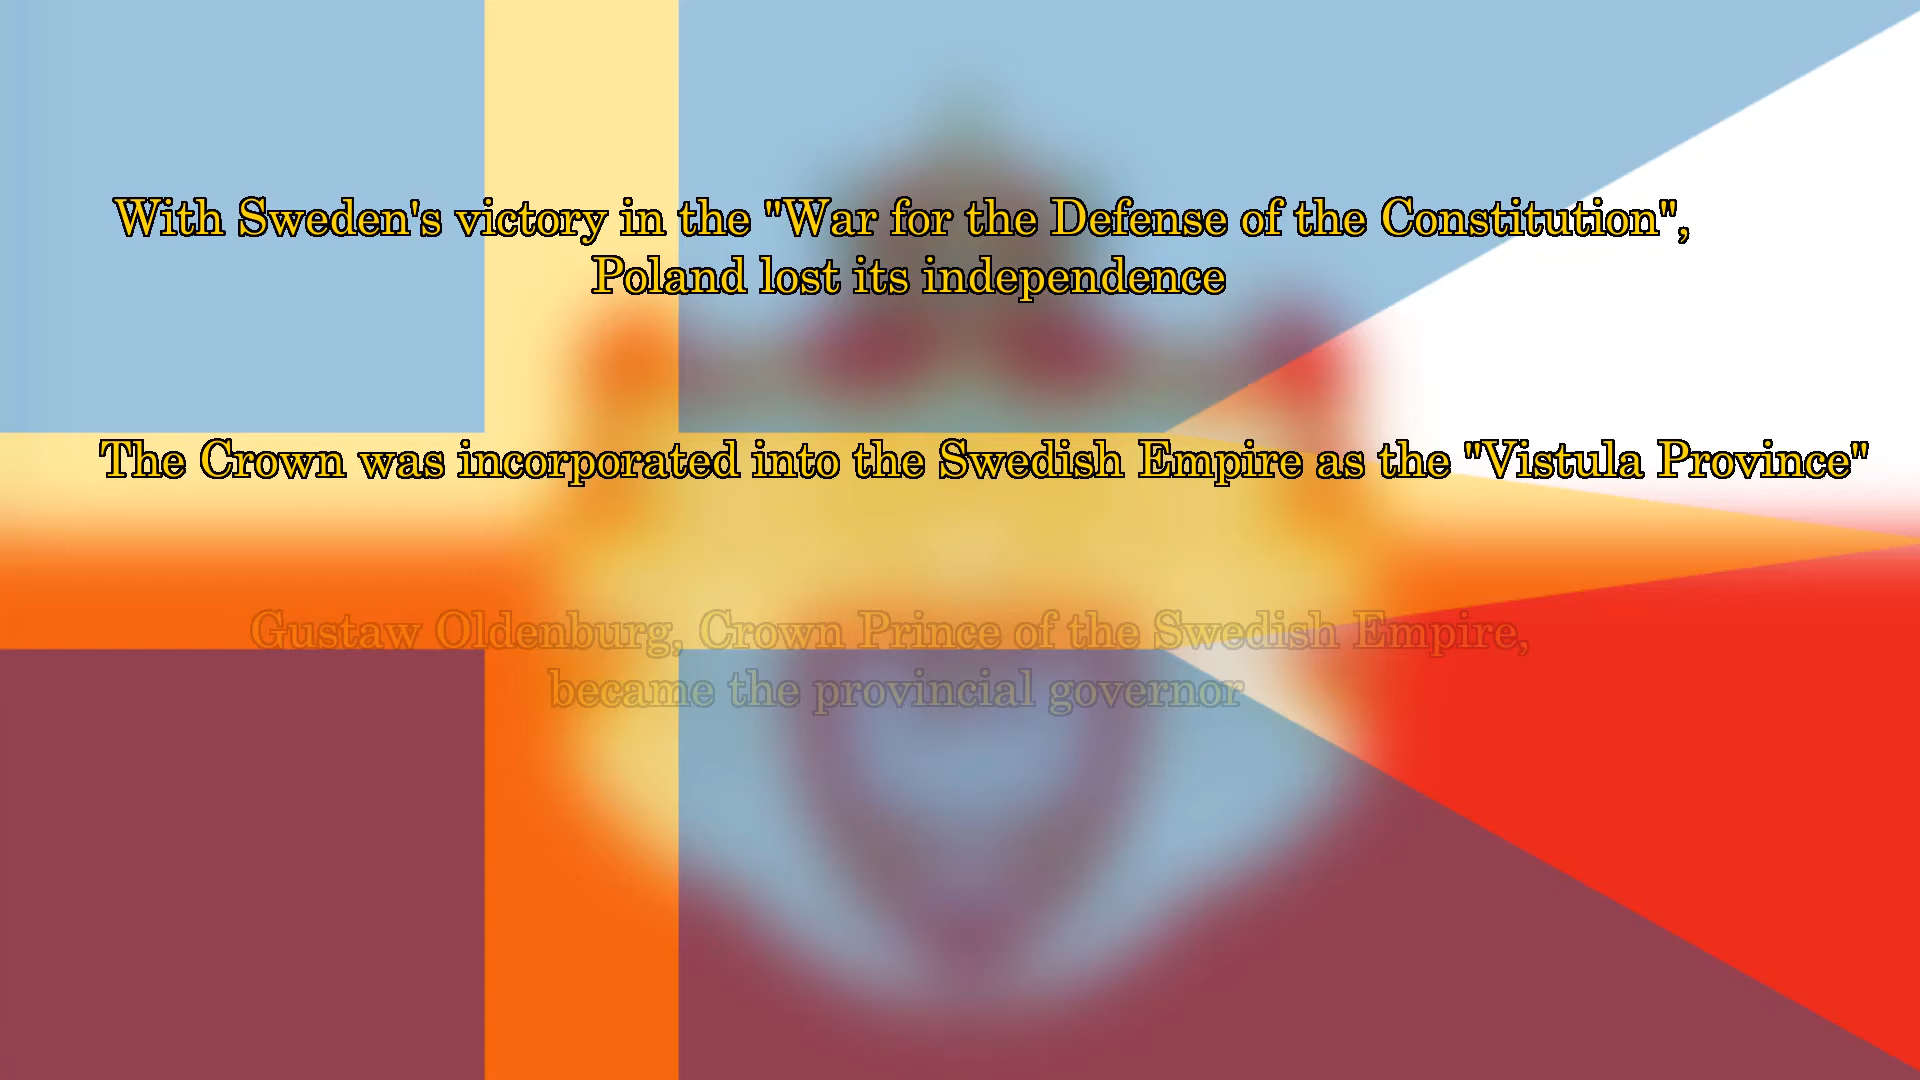 With Sweden's victory in the "War for the Defense of the Constitution",
Poland lost its independence
The Crown was incorporated into the Swedish Empire as the "Vistula Province"
Gustaw Oldenburg, Crown Prince of the Swedish Empire,
became the provincial governor